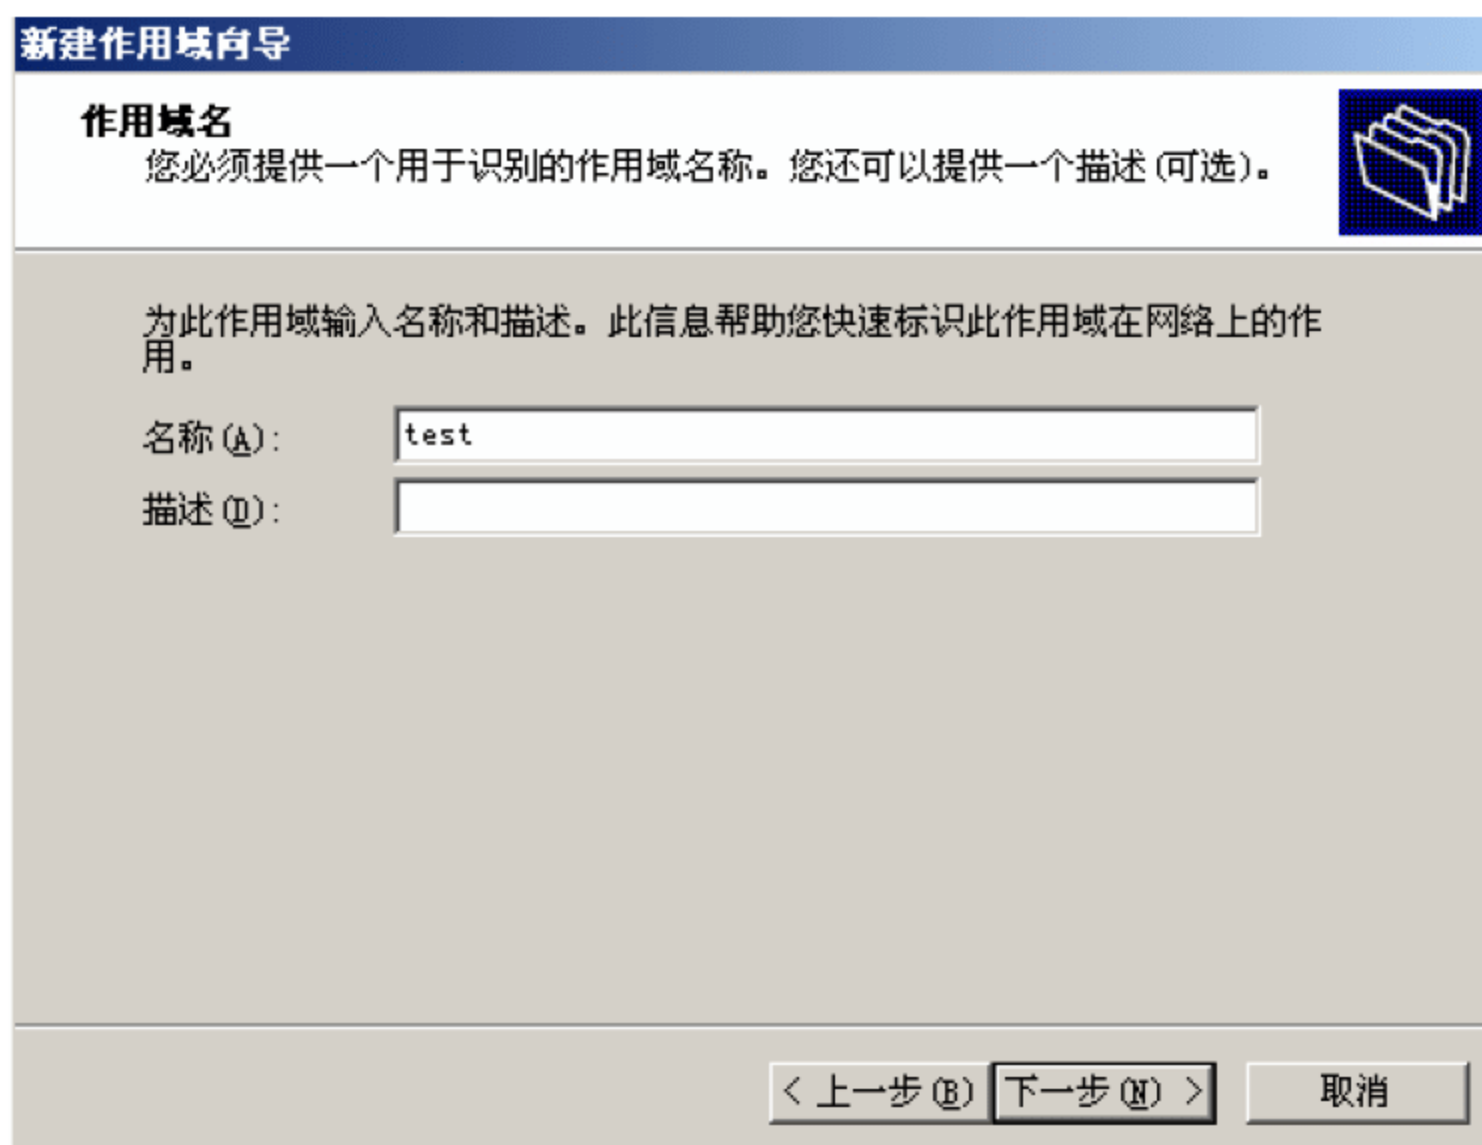 新建作用域向导
作用域名
您必须提供一个用于识别的作用域名称。您还可以提供一个描述(可选)。
为此作用域输入名称和描述。此信息帮助您快速标识此作用域在网络上的作
用。
名称(A): test
描述(D):
< 上一步(B) 下一步(N) > 取消